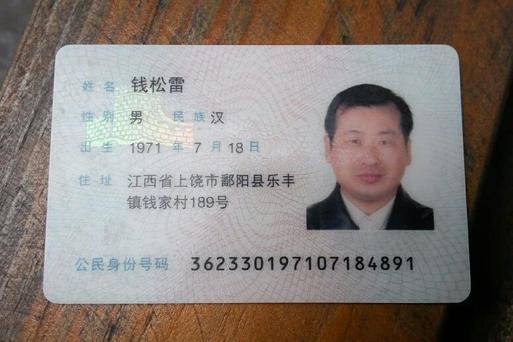 姓名 钱松雷
性别 男 民族 汉
出生 1971 年 7 月 18 日
住址 江西省上饶市鄱阳县乐丰
镇钱家村189号
公民身份号码 362330197107184891